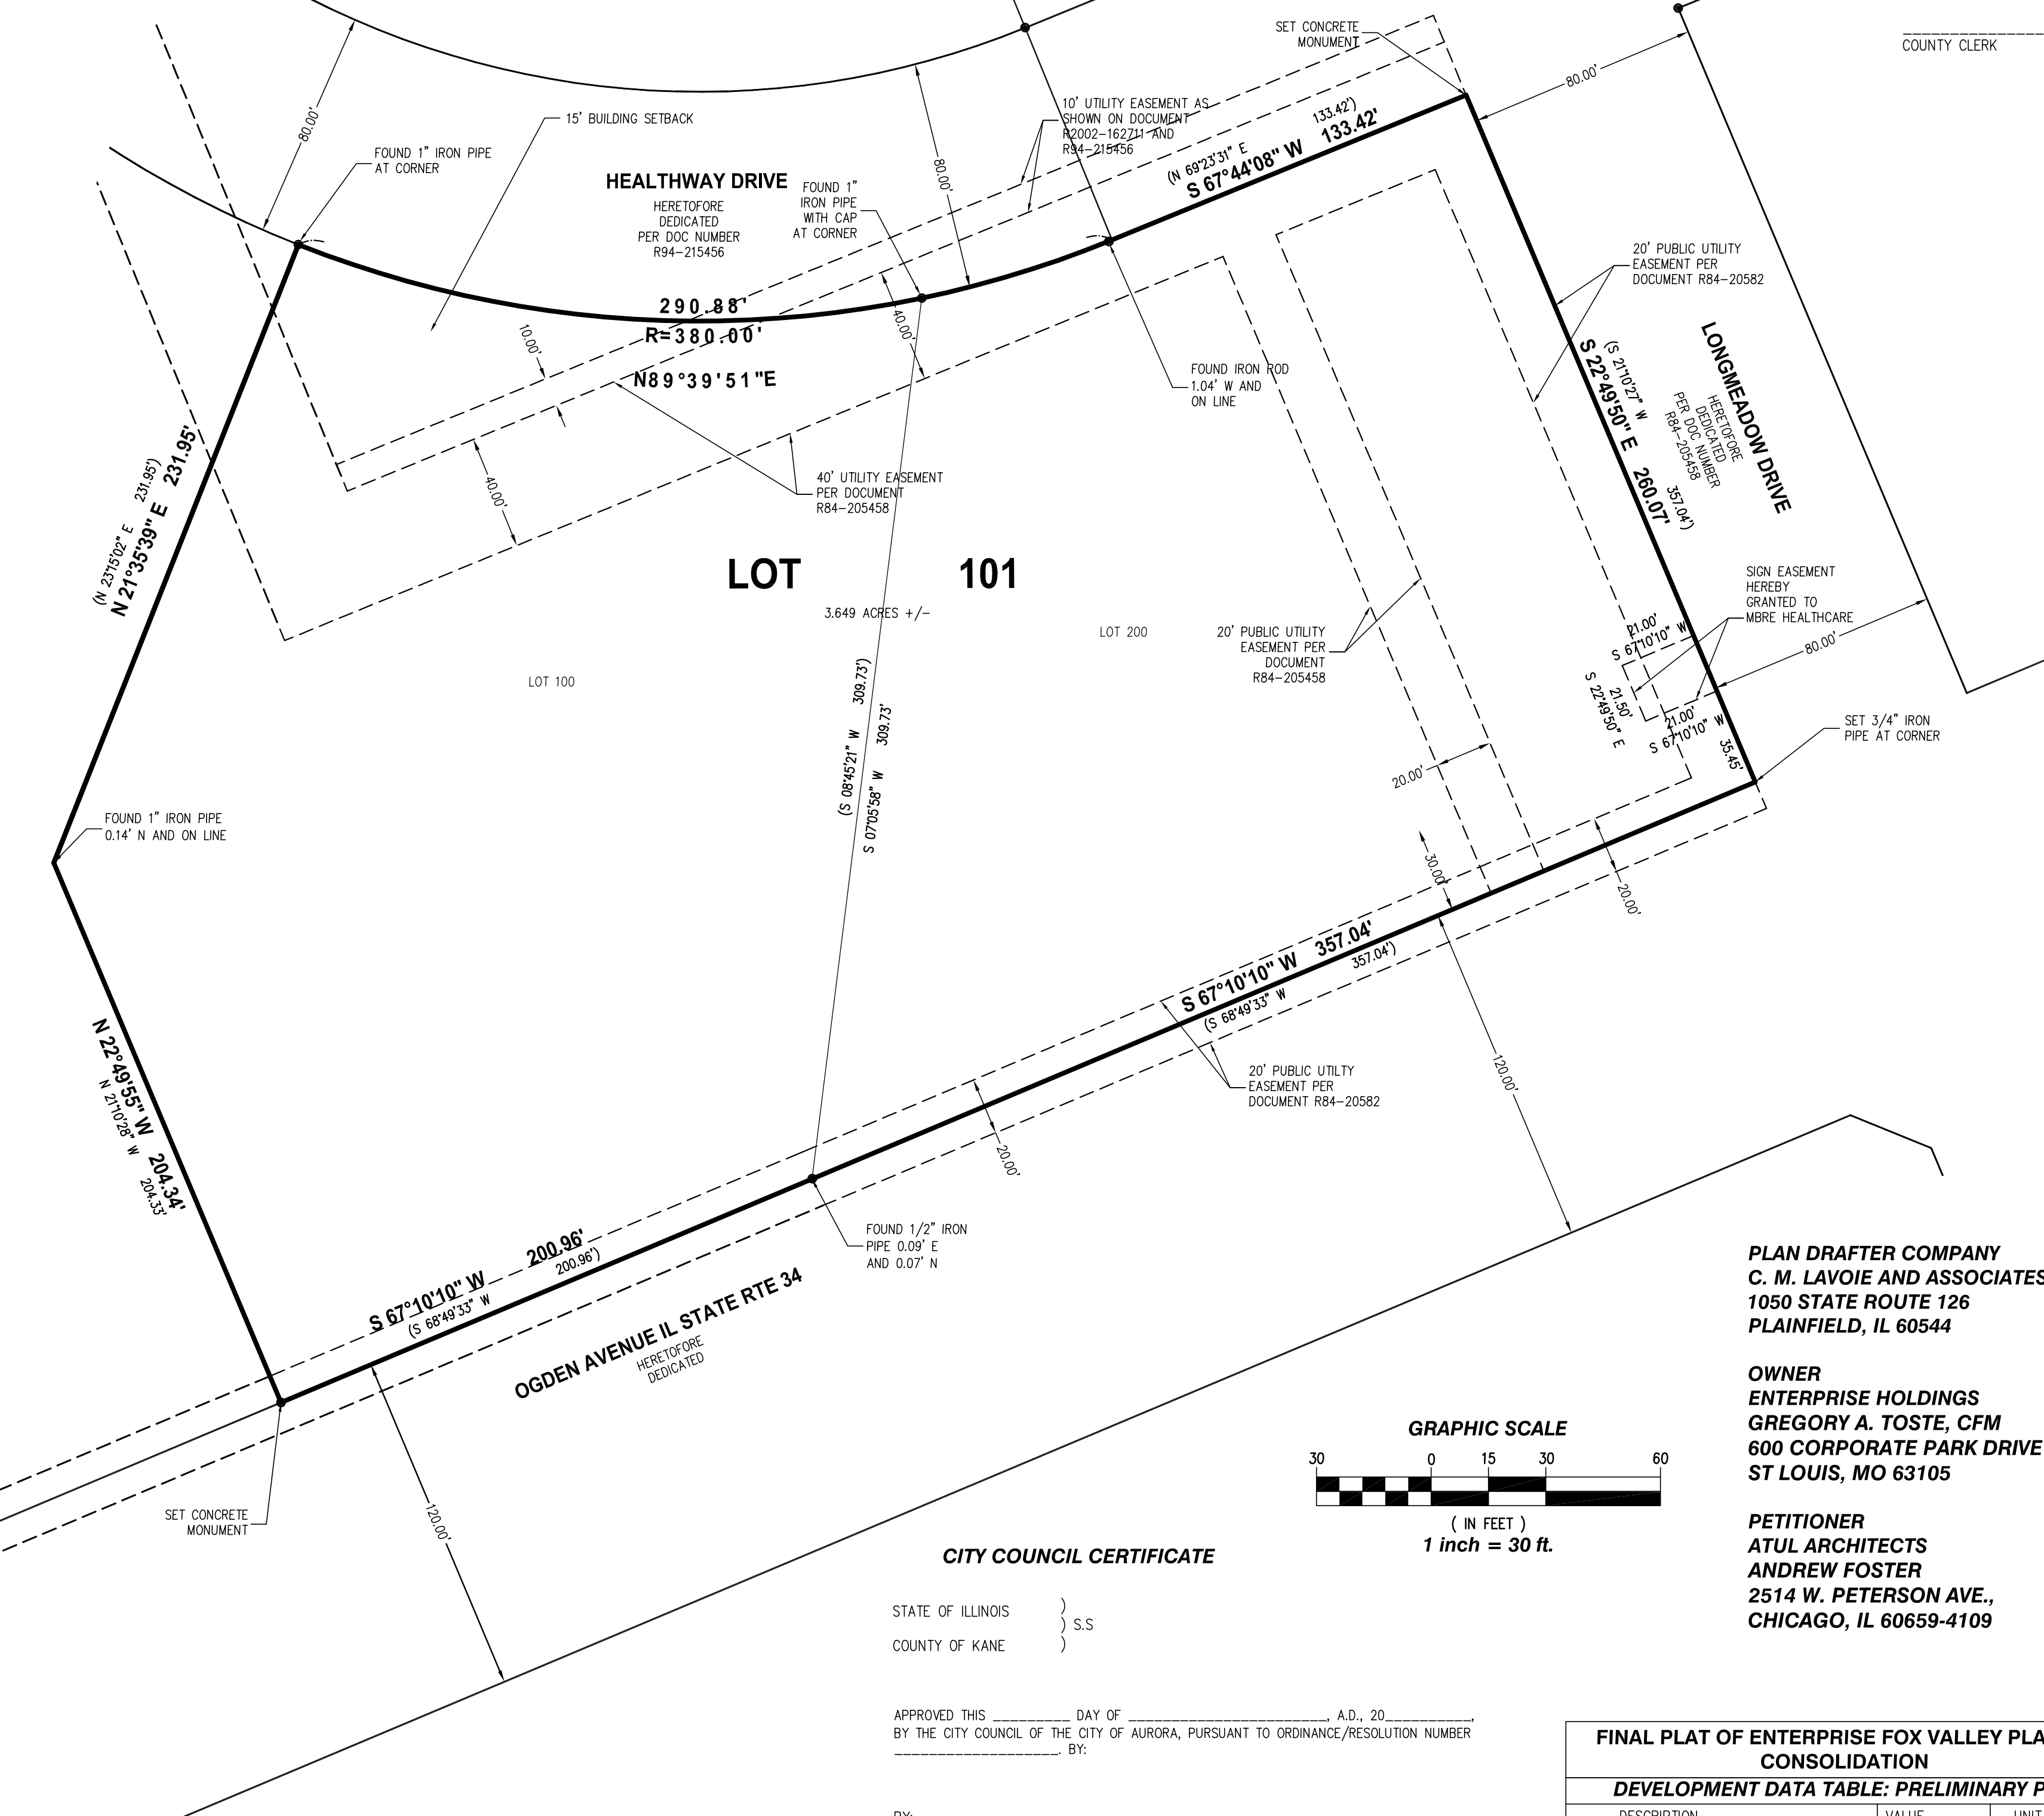 COUNTY CLERK
SET CONCRETE
MONUMENT
80.00'
80.00'
15' BUILDING SETBACK
FOUND 1" IRON PIPE
AT CORNER
HEALTHWAY DRIVE
HERETOFORE
DEDICATED
PER DOC NUMBER
R94-215456
FOUND 1"
IRON PIPE
WITH CAP
AT CORNER
80.00'
10' UTILITY EASEMENT AS
SHOWN ON DOCUMENT
R2002-162711 AND
R94-215456
133.42')
(N 69°23'31" E
S 67°44'08" W 133.42'
20' PUBLIC UTILITY
EASEMENT PER
DOCUMENT R84-20582
290.88'
R=380.00'
N89°39'51"E
10.00'
40.00'
FOUND IRON ROD
1.04' W AND
ON LINE
LONGMEADOW DRIVE
HERETOFORE
DEDICATED
PER DOC NUMBER
R84-205458
(S 21°10'27" W
357.04')
S 22°49'50" E 260.07'
(N 23°15'02" E 231.95')
N 21°35'39" E 231.95'
40.00'
40' UTILITY EASEMENT
PER DOCUMENT
R84-205458
LOT 101
3.649 ACRES +/-
LOT 200
LOT 100
20' PUBLIC UTILITY
EASEMENT PER
DOCUMENT
R84-205458
SIGN EASEMENT
HEREBY
GRANTED TO
MBRE HEALTHCARE
21.00'
S 67°10'10" W
80.00'
21.50'
S 22°49'50" E
21.00'
S 67°10'10" W
35.45'
SET 3/4" IRON
PIPE AT CORNER
(S 08°45'21" W 309.73')
S 07°05'58" W 309.73'
20.00'
FOUND 1" IRON PIPE
0.14' N AND ON LINE
30.00'
20.00'
S 67°10'10" W 357.04'
(S 68°49'33" W 357.04')
120.00'
20' PUBLIC UTILTY
EASEMENT PER
DOCUMENT R84-20582
N 22°49'55" W 204.34'
N 21°10'28" W 204.33'
20.00'
FOUND 1/2" IRON
PIPE 0.09' E
AND 0.07' N
S 67°10'10" W 200.96'
(S 68°49'33" W 200.96')
OGDEN AVENUE IL STATE RTE 34
HERETOFORE
DEDICATED
SET CONCRETE
MONUMENT
120.00'
PLAN DRAFTER COMPANY
C. M. LAVOIE AND ASSOCIATES
1050 STATE ROUTE 126
PLAINFIELD, IL 60544
OWNER
ENTERPRISE HOLDINGS
GREGORY A. TOSTE, CFM
600 CORPORATE PARK DRIVE
ST LOUIS, MO 63105
PETITIONER
ATUL ARCHITECTS
ANDREW FOSTER
2514 W. PETERSON AVE.,
CHICAGO, IL 60659-4109
GRAPHIC SCALE
30 0 15 30 60
( IN FEET )
1 inch = 30 ft.
CITY COUNCIL CERTIFICATE
STATE OF ILLINOIS )
) S.S
COUNTY OF KANE )
APPROVED THIS _________ DAY OF _______________________, A.D., 20__________,
BY THE CITY COUNCIL OF THE CITY OF AURORA, PURSUANT TO ORDINANCE/RESOLUTION NUMBER
___________________. BY:
BY:
FINAL PLAT OF ENTERPRISE FOX VALLEY PLA
CONSOLIDATION
DEVELOPMENT DATA TABLE: PRELIMINARY P
DESCRIPTION VALUE UNIT